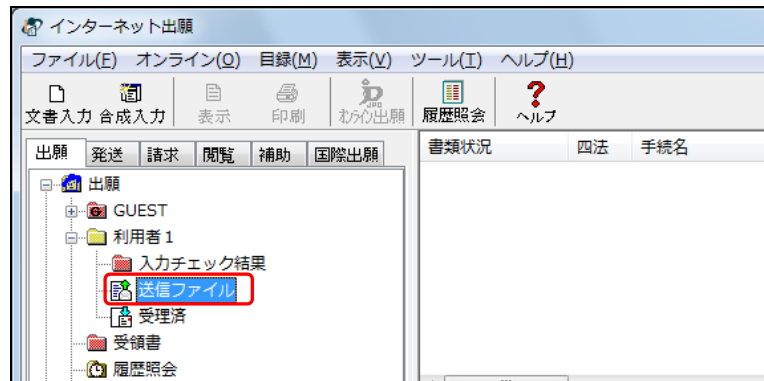 インターネット出願
ファイル(F) オンライン(O) 目録(M) 表示(V) ツール(T) ヘルプ(H)
文書入力 合成入力 表示 印刷 オンライン出願 履歴照会 ヘルプ
出願 発送 請求 閲覧 補助 国際出願
書類状況 四法 手続名
出願
GUEST
利用者1
入力チェック結果
送信ファイル
受理済
受領書
履歴照会